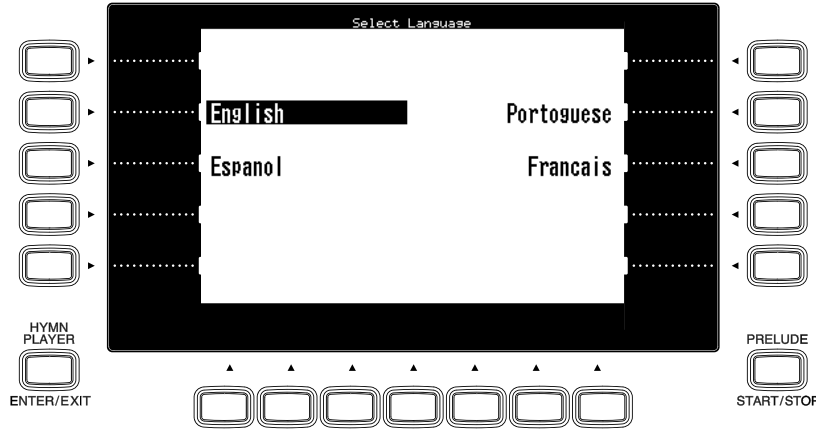 Select Language
English
Portoguese
Espanol
Francais
HYMN
PLAYER
ENTER/EXIT
PRELUDE
START/STOP